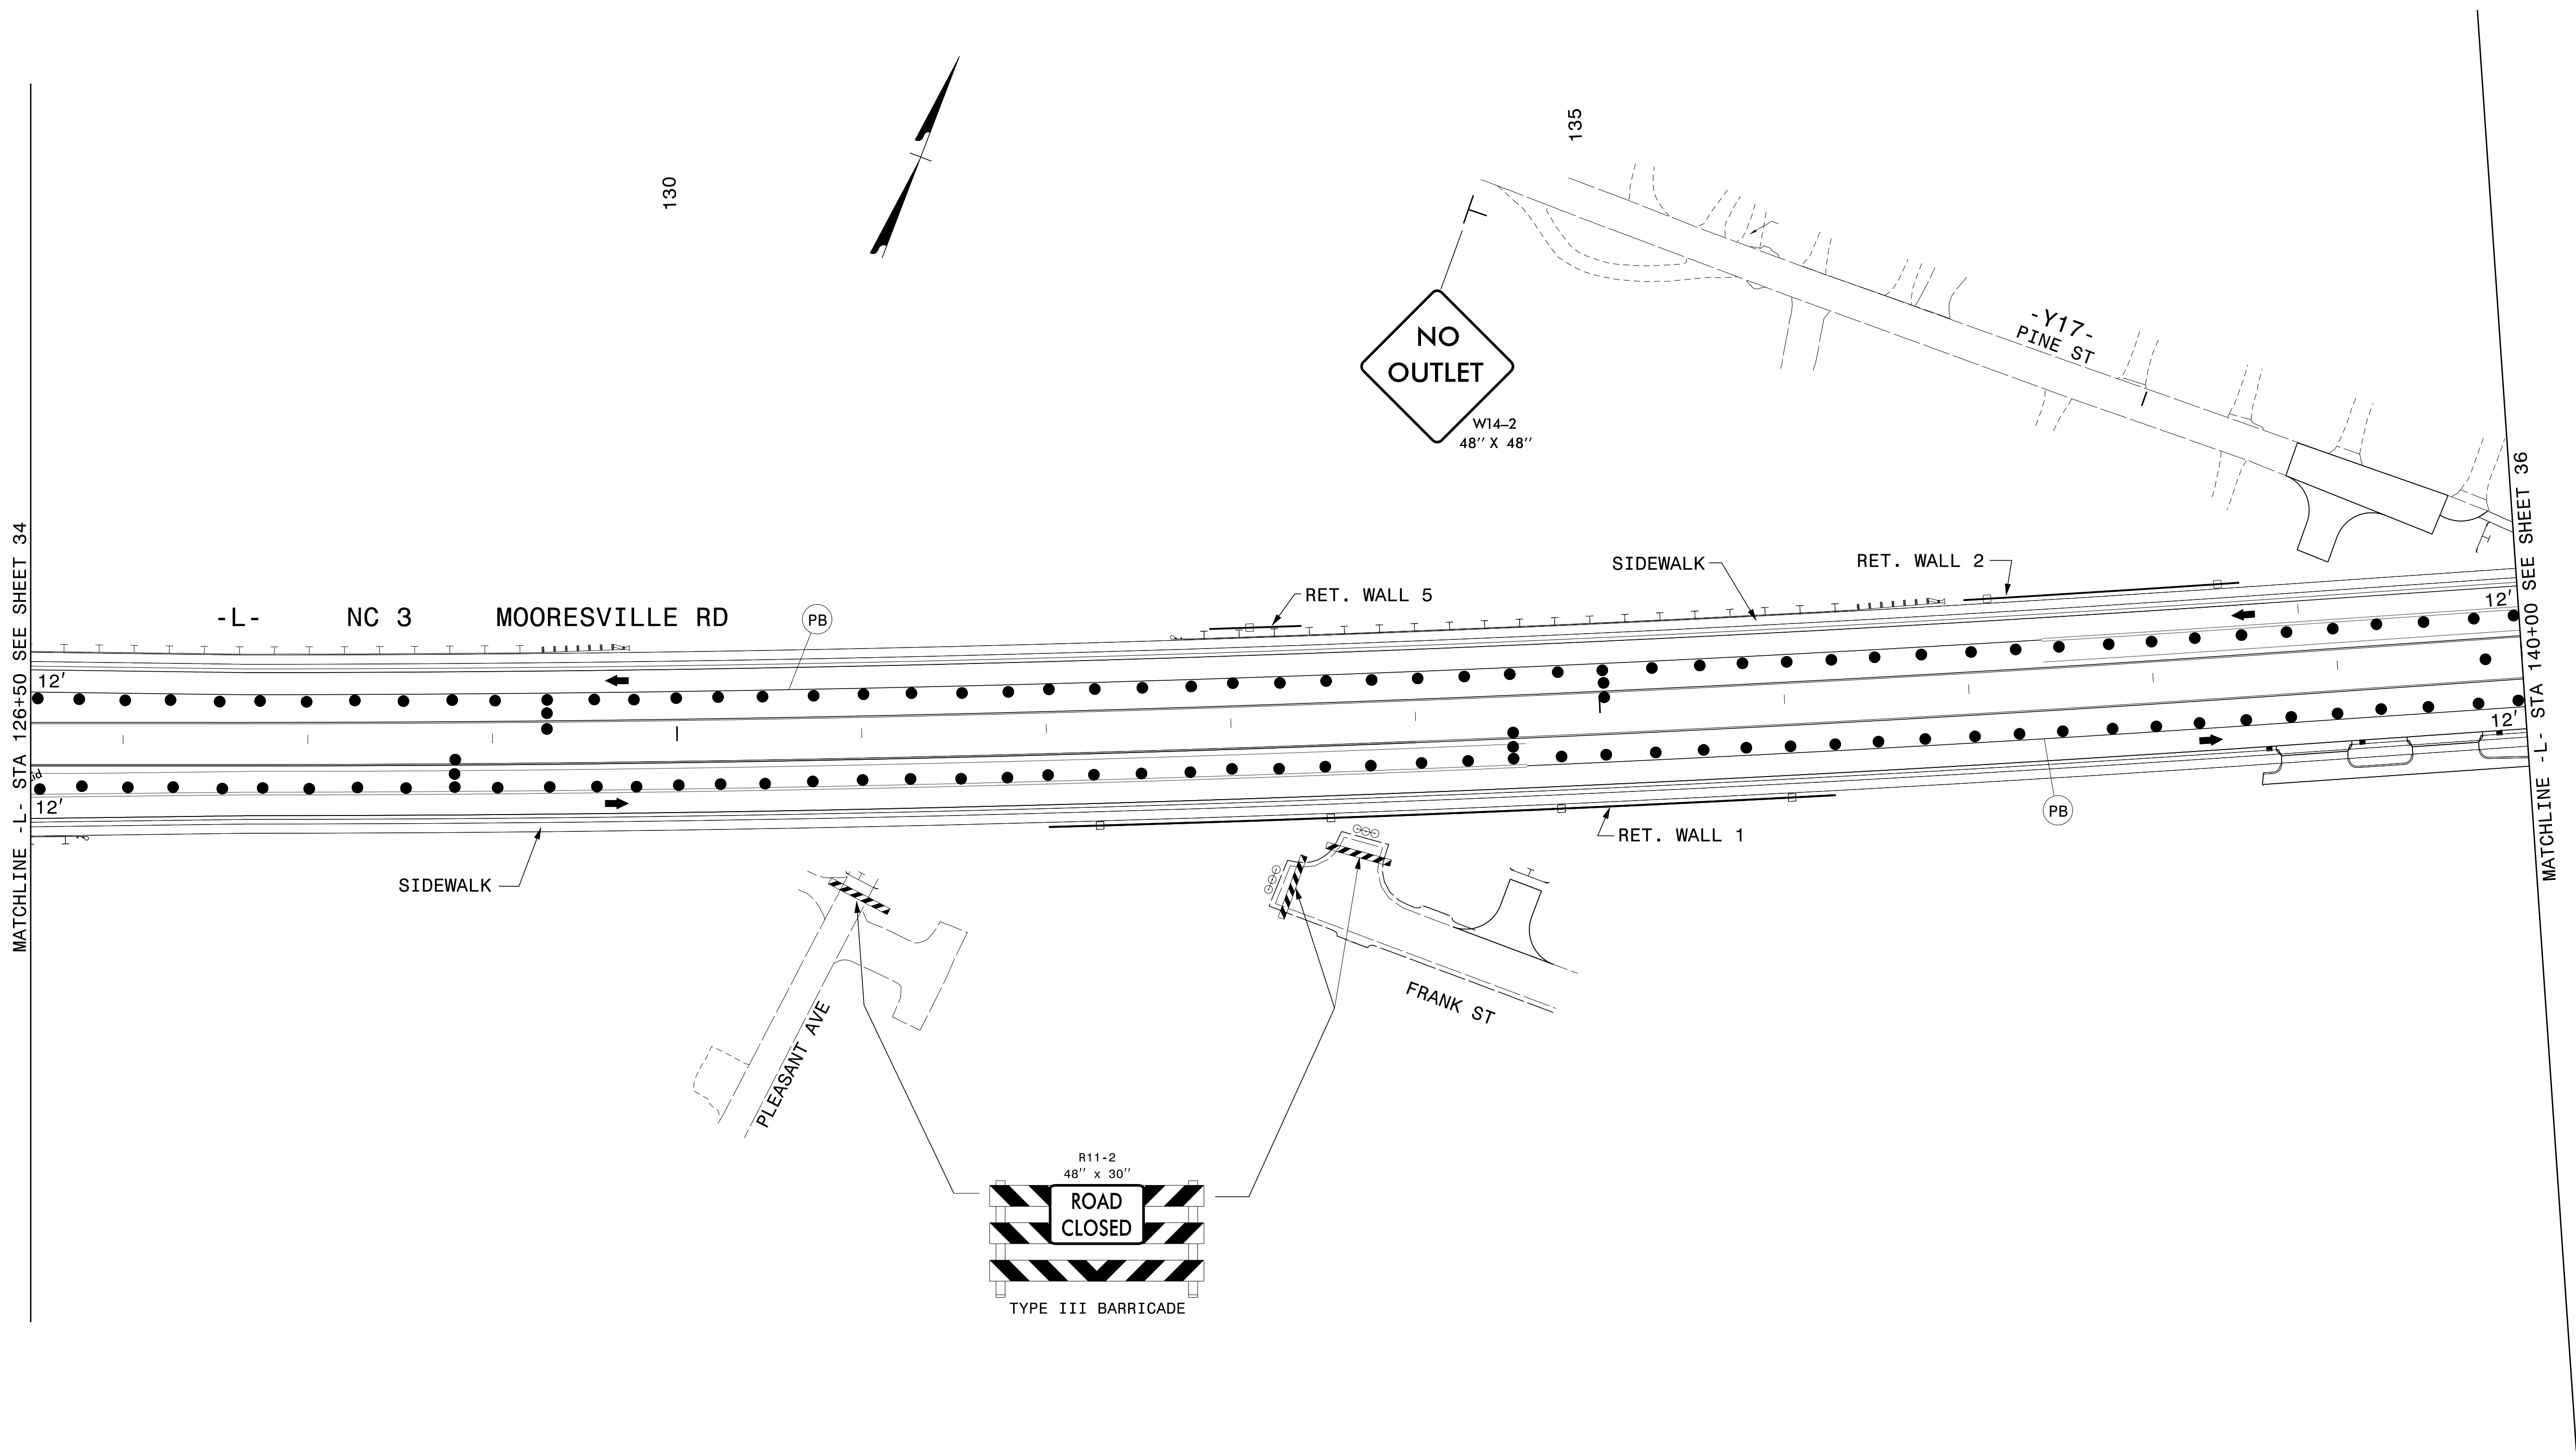 135
130
NO
OUTLET
W14-2
48" X 48"
-Y17-
PINE ST
MATCHLINE -L- STA 126+50 SEE SHEET 34
MATCHLINE -L- STA 140+00 SEE SHEET 36
-L- NC 3 MOORESVILLE RD
PB
RET. WALL 5
SIDEWALK
RET. WALL 2
12'
12'
12'
12'
PB
RET. WALL 1
SIDEWALK
PLEASANT AVE
FRANK ST
R11-2
48" x 30"
ROAD
CLOSED
TYPE III BARRICADE